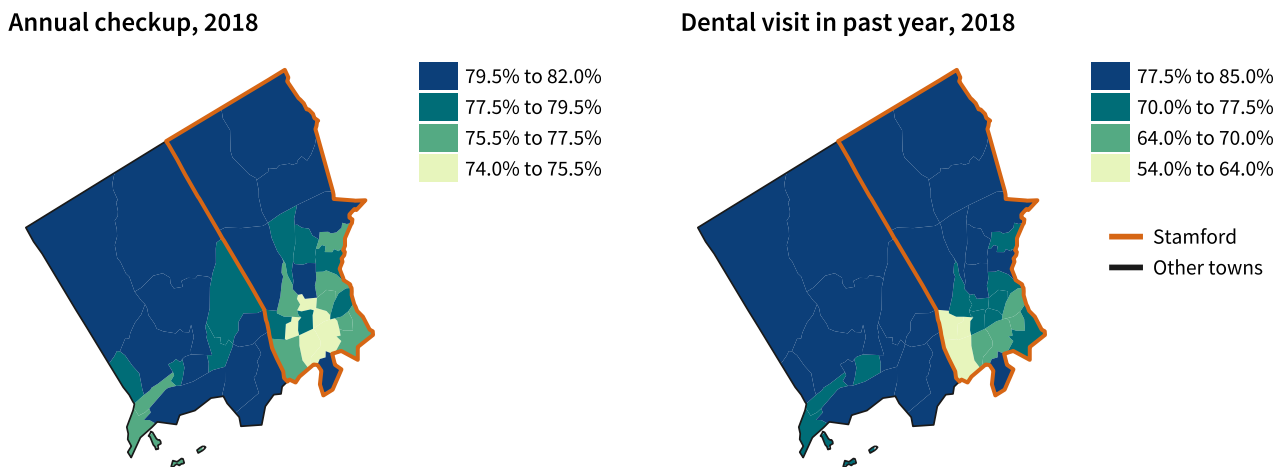 Annual checkup, 2018
79.5% to 82.0%
77.5% to 79.5%
75.5% to 77.5%
74.0% to 75.5%
Dental visit in past year, 2018
77.5% to 85.0%
70.0% to 77.5%
64.0% to 70.0%
54.0% to 64.0%
Stamford
Other towns